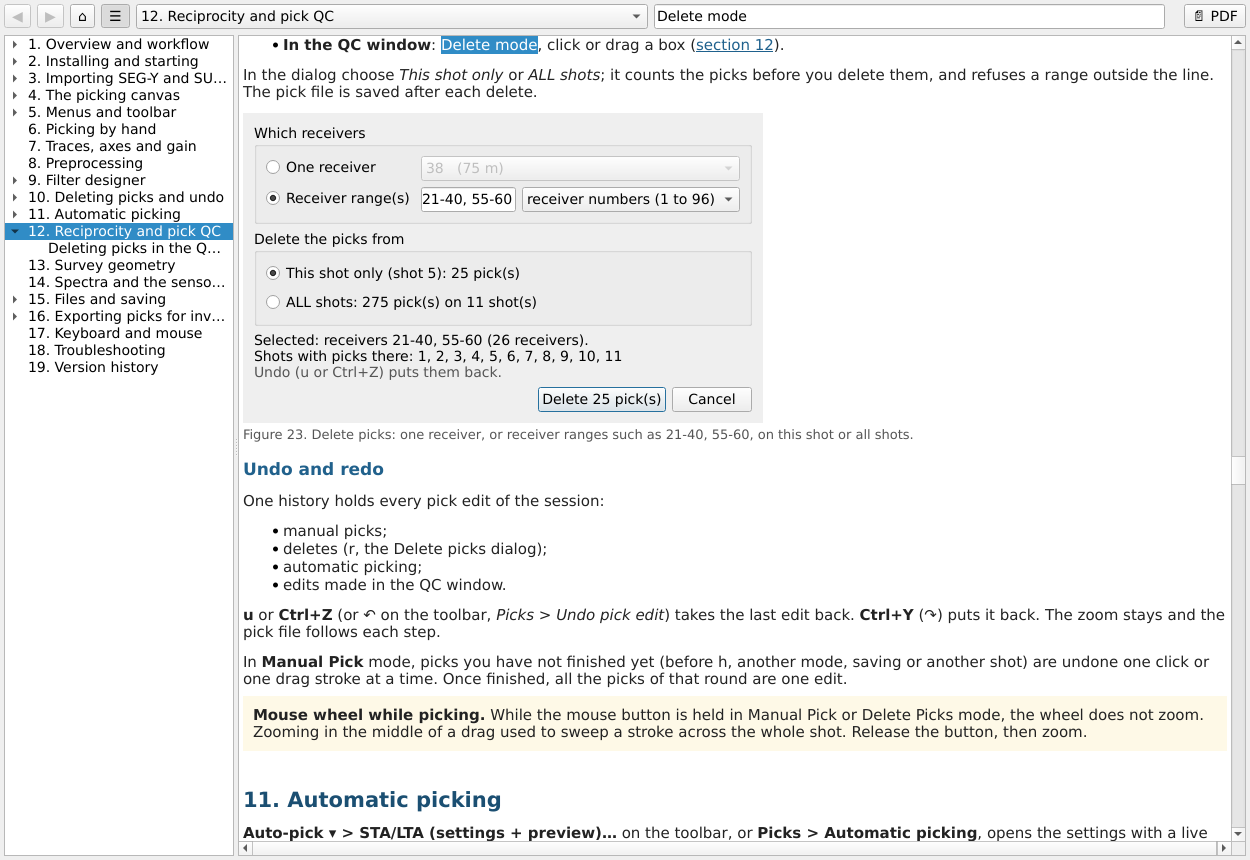 12. Reciprocity and pick QC
Delete mode
PDF
1. Overview and workflow
2. Installing and starting
3. Importing SEG-Y and SU...
4. The picking canvas
5. Menus and toolbar
6. Picking by hand
7. Traces, axes and gain
8. Preprocessing
9. Filter designer
10. Deleting picks and undo
11. Automatic picking
12. Reciprocity and pick QC
Deleting picks in the Q...
13. Survey geometry
14. Spectra and the senso...
15. Files and saving
16. Exporting picks for inv...
17. Keyboard and mouse
18. Troubleshooting
19. Version history
• In the QC window: Delete mode, click or drag a box (section 12).
In the dialog choose This shot only or ALL shots; it counts the picks before you delete them, and refuses a range outside the line.
The pick file is saved after each delete.
Which receivers
One receiver
38 (75 m)
Receiver range(s)
21-40, 55-60
receiver numbers (1 to 96)
Delete the picks from
This shot only (shot 5): 25 pick(s)
ALL shots: 275 pick(s) on 11 shot(s)
Selected: receivers 21-40, 55-60 (26 receivers).
Shots with picks there: 1, 2, 3, 4, 5, 6, 7, 8, 9, 10, 11
Undo (u or Ctrl+Z) puts them back.
Delete 25 pick(s)
Cancel
Figure 23. Delete picks: one receiver, or receiver ranges such as 21-40, 55-60, on this shot or all shots.
Undo and redo
One history holds every pick edit of the session:
• manual picks;
• deletes (r, the Delete picks dialog);
• automatic picking;
• edits made in the QC window.
u or Ctrl+Z (or ↶ on the toolbar, Picks > Undo pick edit) takes the last edit back. Ctrl+Y (↷) puts it back. The zoom stays and the
pick file follows each step.
In Manual Pick mode, picks you have not finished yet (before h, another mode, saving or another shot) are undone one click or
one drag stroke at a time. Once finished, all the picks of that round are one edit.
Mouse wheel while picking. While the mouse button is held in Manual Pick or Delete Picks mode, the wheel does not zoom.
Zooming in the middle of a drag used to sweep a stroke across the whole shot. Release the button, then zoom.
11. Automatic picking
Auto-pick ▾ > STA/LTA (settings + preview)... on the toolbar, or Picks > Automatic picking, opens the settings with a live